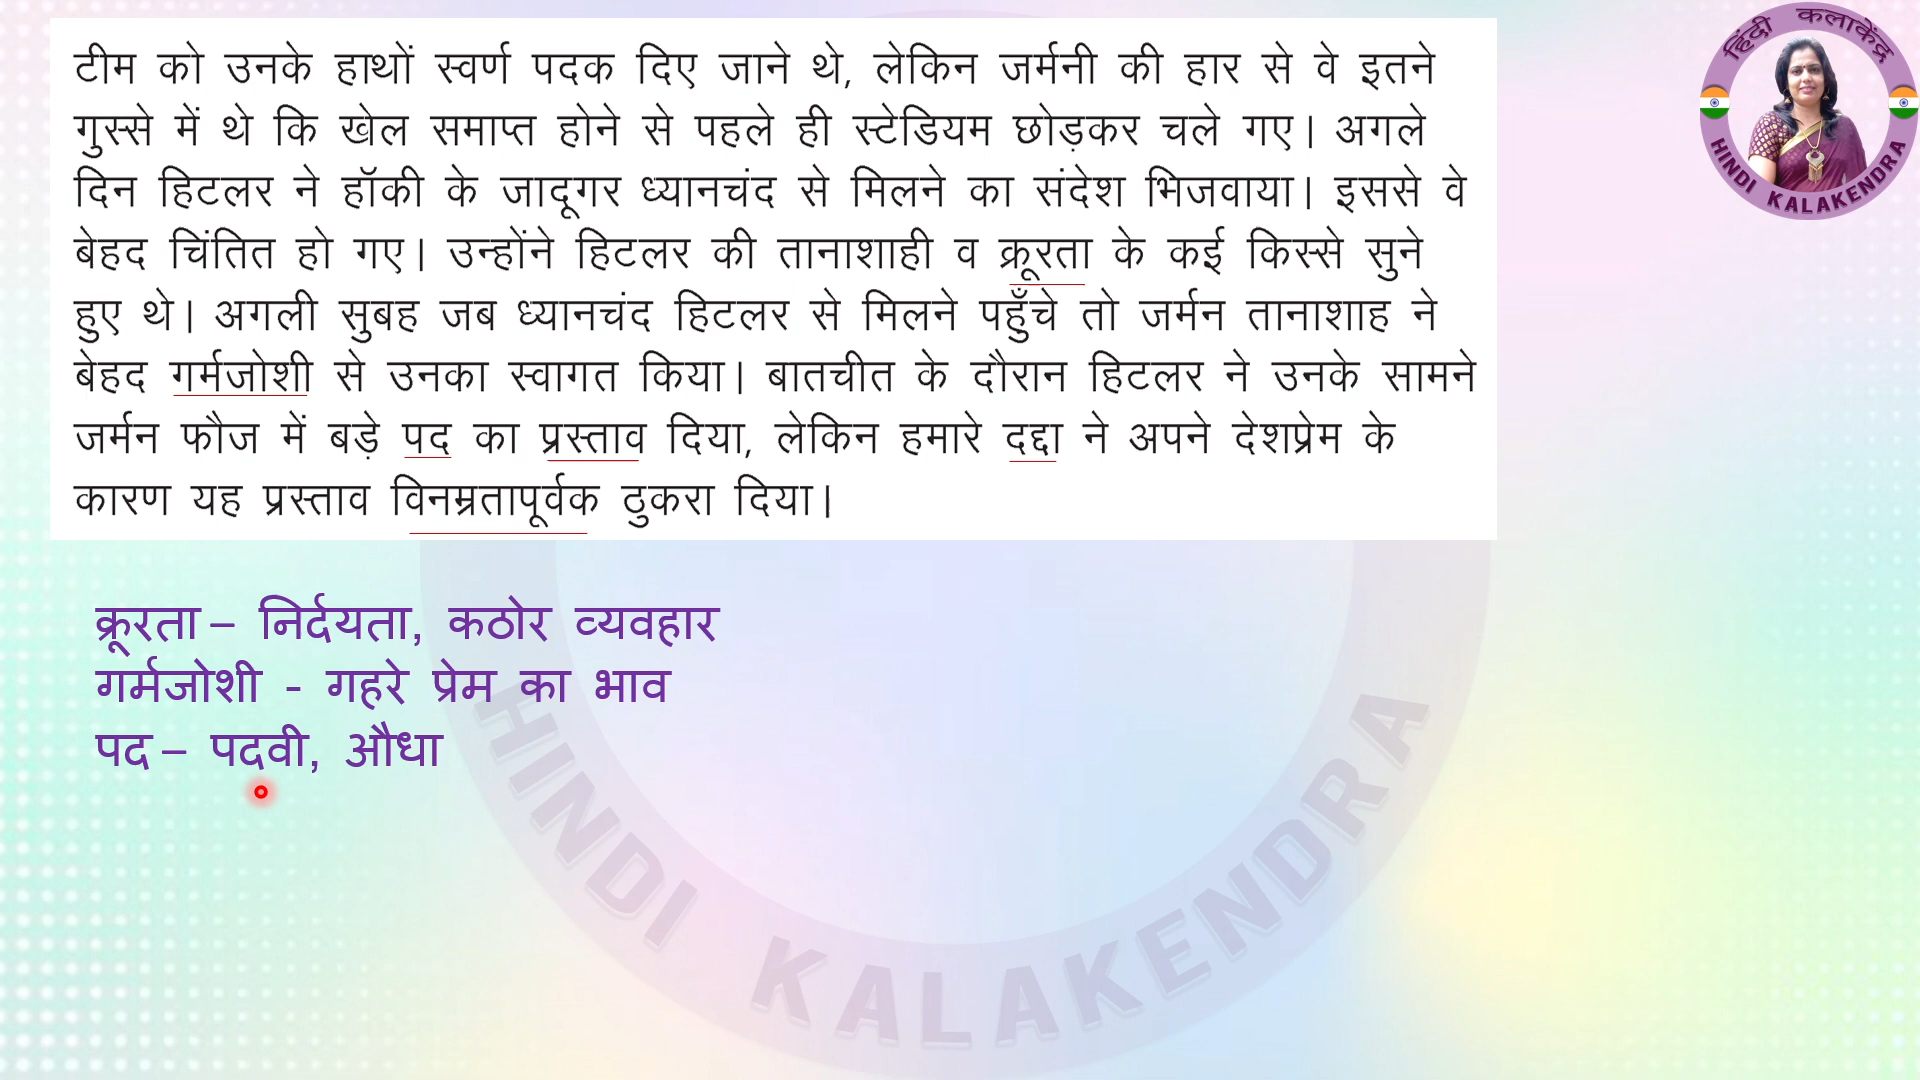 टीम को उनके हाथों स्वर्ण पदक दिए जाने थे, लेकिन जर्मनी की हार से वे इतने
गुस्से में थे कि खेल समाप्त होने से पहले ही स्टेडियम छोड़कर चले गए। अगले
दिन हिटलर ने हॉकी के जादूगर ध्यानचंद से मिलने का संदेश भिजवाया। इससे वे
बेहद चिंतित हो गए। उन्होंने हिटलर की तानाशाही व क्रूरता के कई किस्से सुने
हुए थे। अगली सुबह जब ध्यानचंद हिटलर से मिलने पहुँचे तो जर्मन तानाशाह ने
बेहद गर्मजोशी से उनका स्वागत किया। बातचीत के दौरान हिटलर ने उनके सामने
जर्मन फौज में बड़े पद का प्रस्ताव दिया, लेकिन हमारे दद्दा ने अपने देशप्रेम के
कारण यह प्रस्ताव विनम्रतापूर्वक ठुकरा दिया।
क्रूरता – निर्दयता, कठोर व्यवहार
गर्मजोशी - गहरे प्रेम का भाव
पद – पदवी, औधा
हिंदी कलाकेंद्र
HINDI KALAKENDRA
HINDI KALAKENDRA